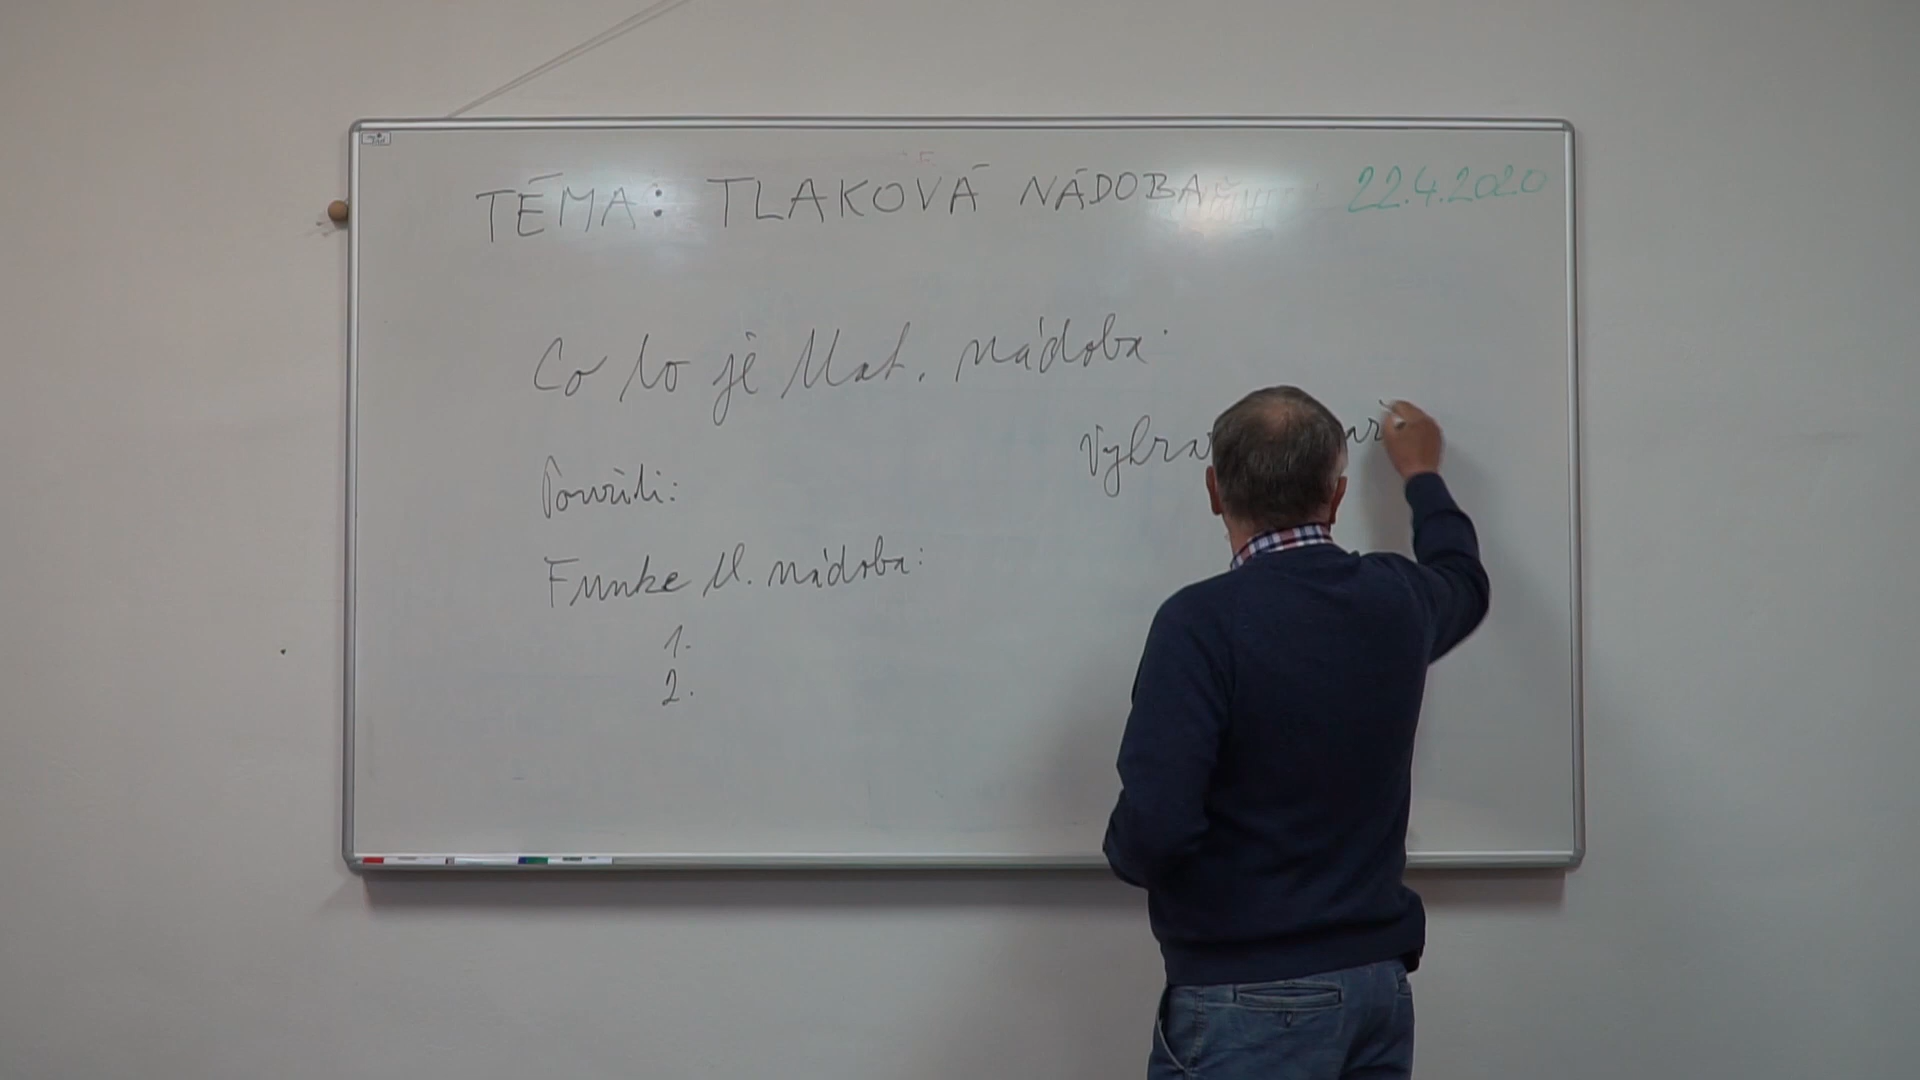 TÉMA: TLAKOVÁ NÁDOBA 22.4.2020
Co to je tlak. nádoba:
Použití:
Funkce tl. nádoba:
1.
2.